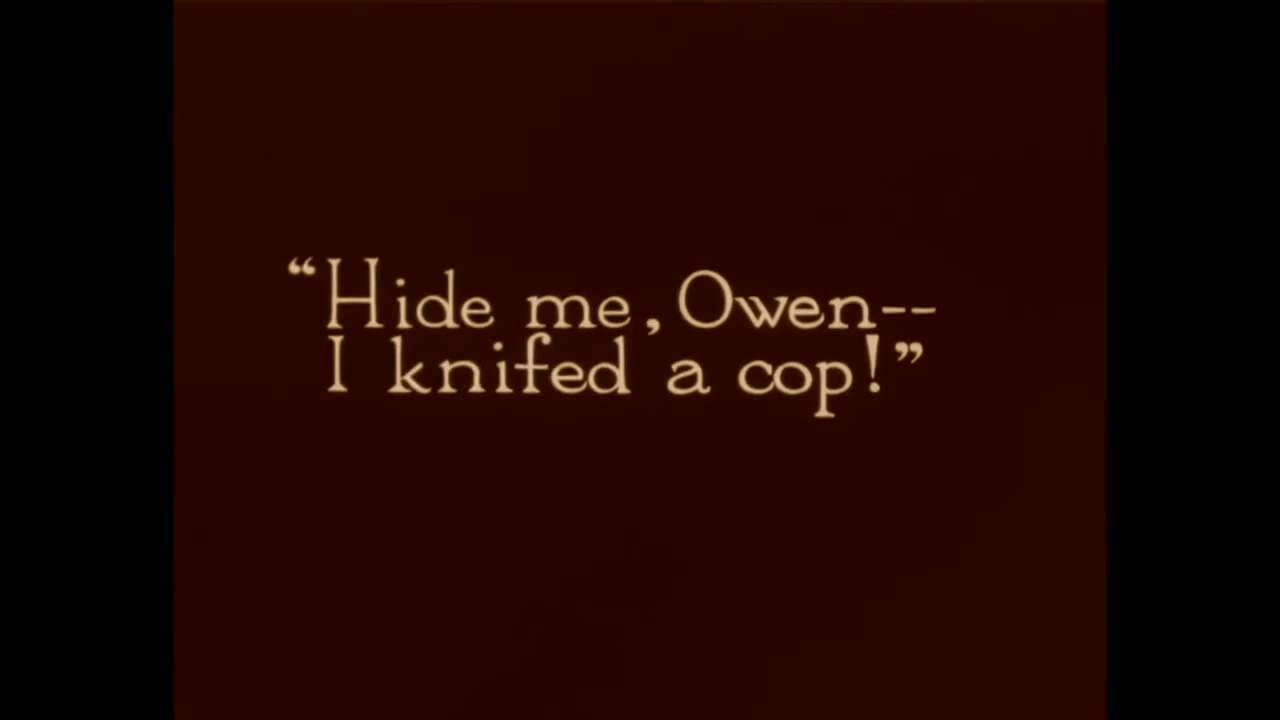 “Hide me, Owen--
I knifed a cop!”